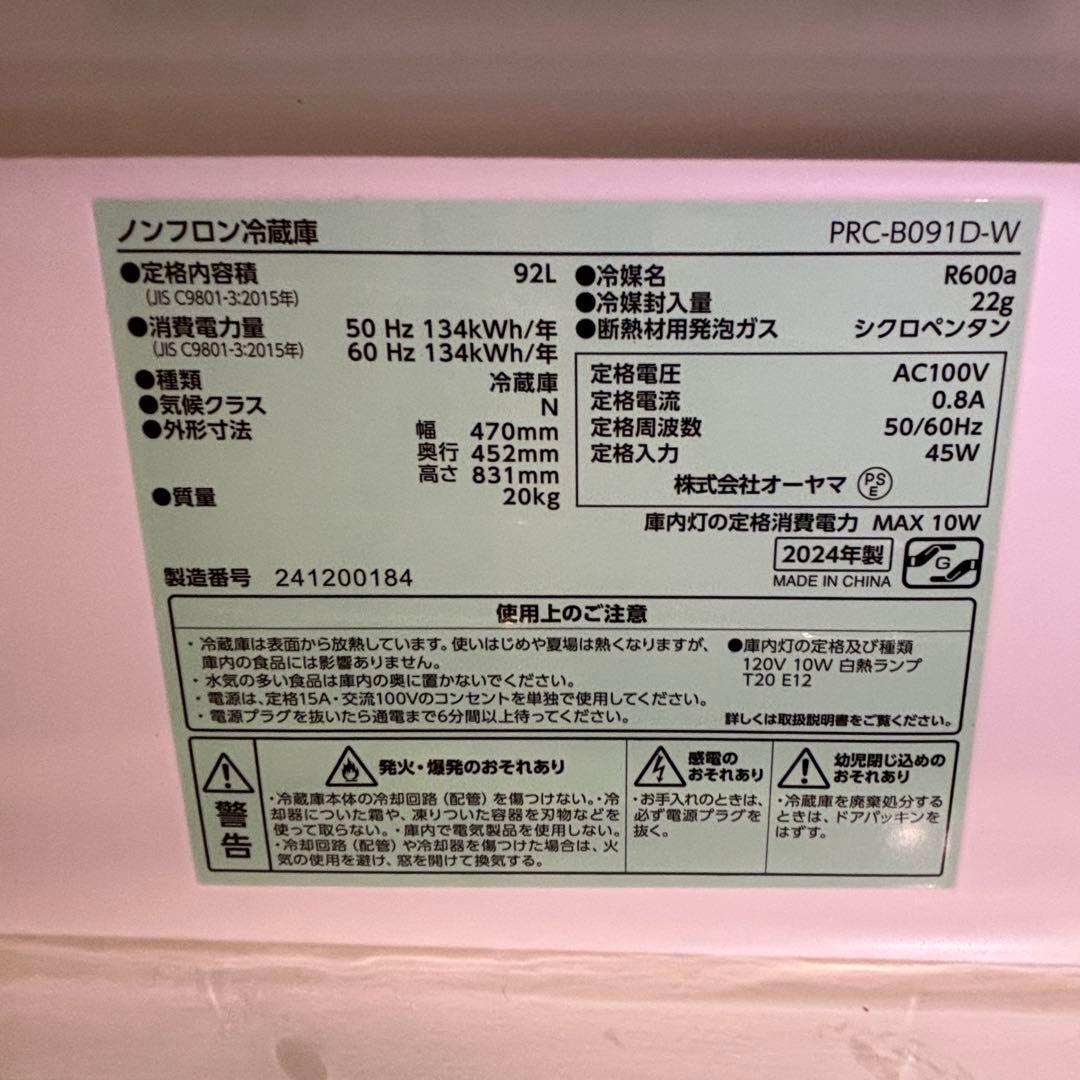 ノンフロン冷蔵庫 PRC-B091D-W
●定格内容積 92L
(JIS C9801-3:2015年)
●消費電力量 50 Hz 134kWh/年
(JIS C9801-3:2015年) 60 Hz 134kWh/年
●種類 冷蔵庫
●気候クラス N
●外形寸法 幅 470mm
奥行 452mm
高さ 831mm
●質量 20kg
●冷媒名 R600a
●冷媒封入量 22g
●断熱材用発泡ガス シクロペンタン
定格電圧 AC100V
定格電流 0.8A
定格周波数 50/60Hz
定格入力 45W
株式会社オーヤマ PSE
庫内灯の定格消費電力 MAX 10W
2024年製
MADE IN CHINA
G
製造番号 241200184
使用上のご注意
・冷蔵庫は表面から放熱しています。使いはじめや夏場は熱くなりますが、
庫内の食品には影響ありません。
・水気の多い食品は庫内の奥に置かないでください。
・電源は、定格15A・交流100Vのコンセントを単独で使用してください。
・電源プラグを抜いたら通電まで6分間以上待ってください。
●庫内灯の定格及び種類
120V 10W 白熱ランプ
T20 E12
詳しくは取扱説明書をご覧ください。
警告
発火・爆発のおそれあり
・冷蔵庫本体の冷却回路（配管）を傷つけない。・冷
却器についた霜や、凍りついた容器を刃物などを
使って取らない。・庫内で電気製品を使用しない。
・冷却回路（配管）や冷却器を傷つけた場合は、火
気の使用を避け、窓を開けて換気する。
感電の
おそれあり
・お手入れのときは、
必ず電源プラグを
抜く。
幼児閉じ込めの
おそれあり
・冷蔵庫を廃棄処分する
ときは、ドアパッキンを
はずす。